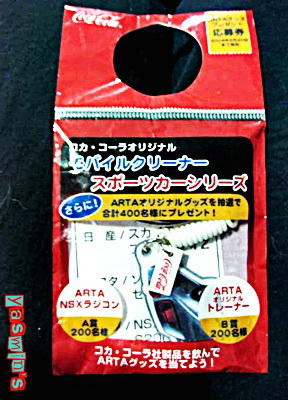 Coca-Cola
応募券
コカ・コーラオリジナル
モバイルクリーナー
スポーツカーシリーズ
さらに!
ARTAオリジナルグッズを抽選で
合計400名様にプレゼント!
日産/スカ
ARTA
NSXラジコン
A賞
200名様
ARTA
オリジナル
トレーナー
B賞
200名様
コカ・コーラ社製品を飲んで
ARTAグッズを当てよう!
Yasmin's